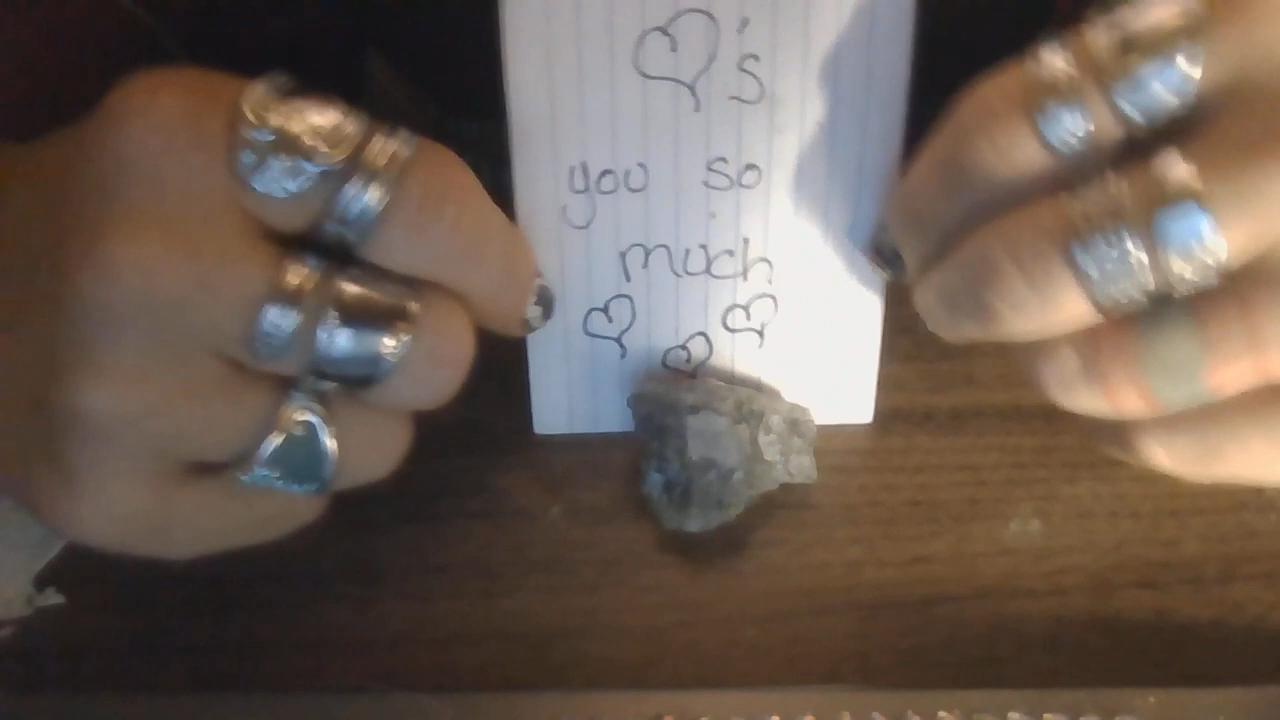 ♡'s
you so
much
♡ ♡ ♡